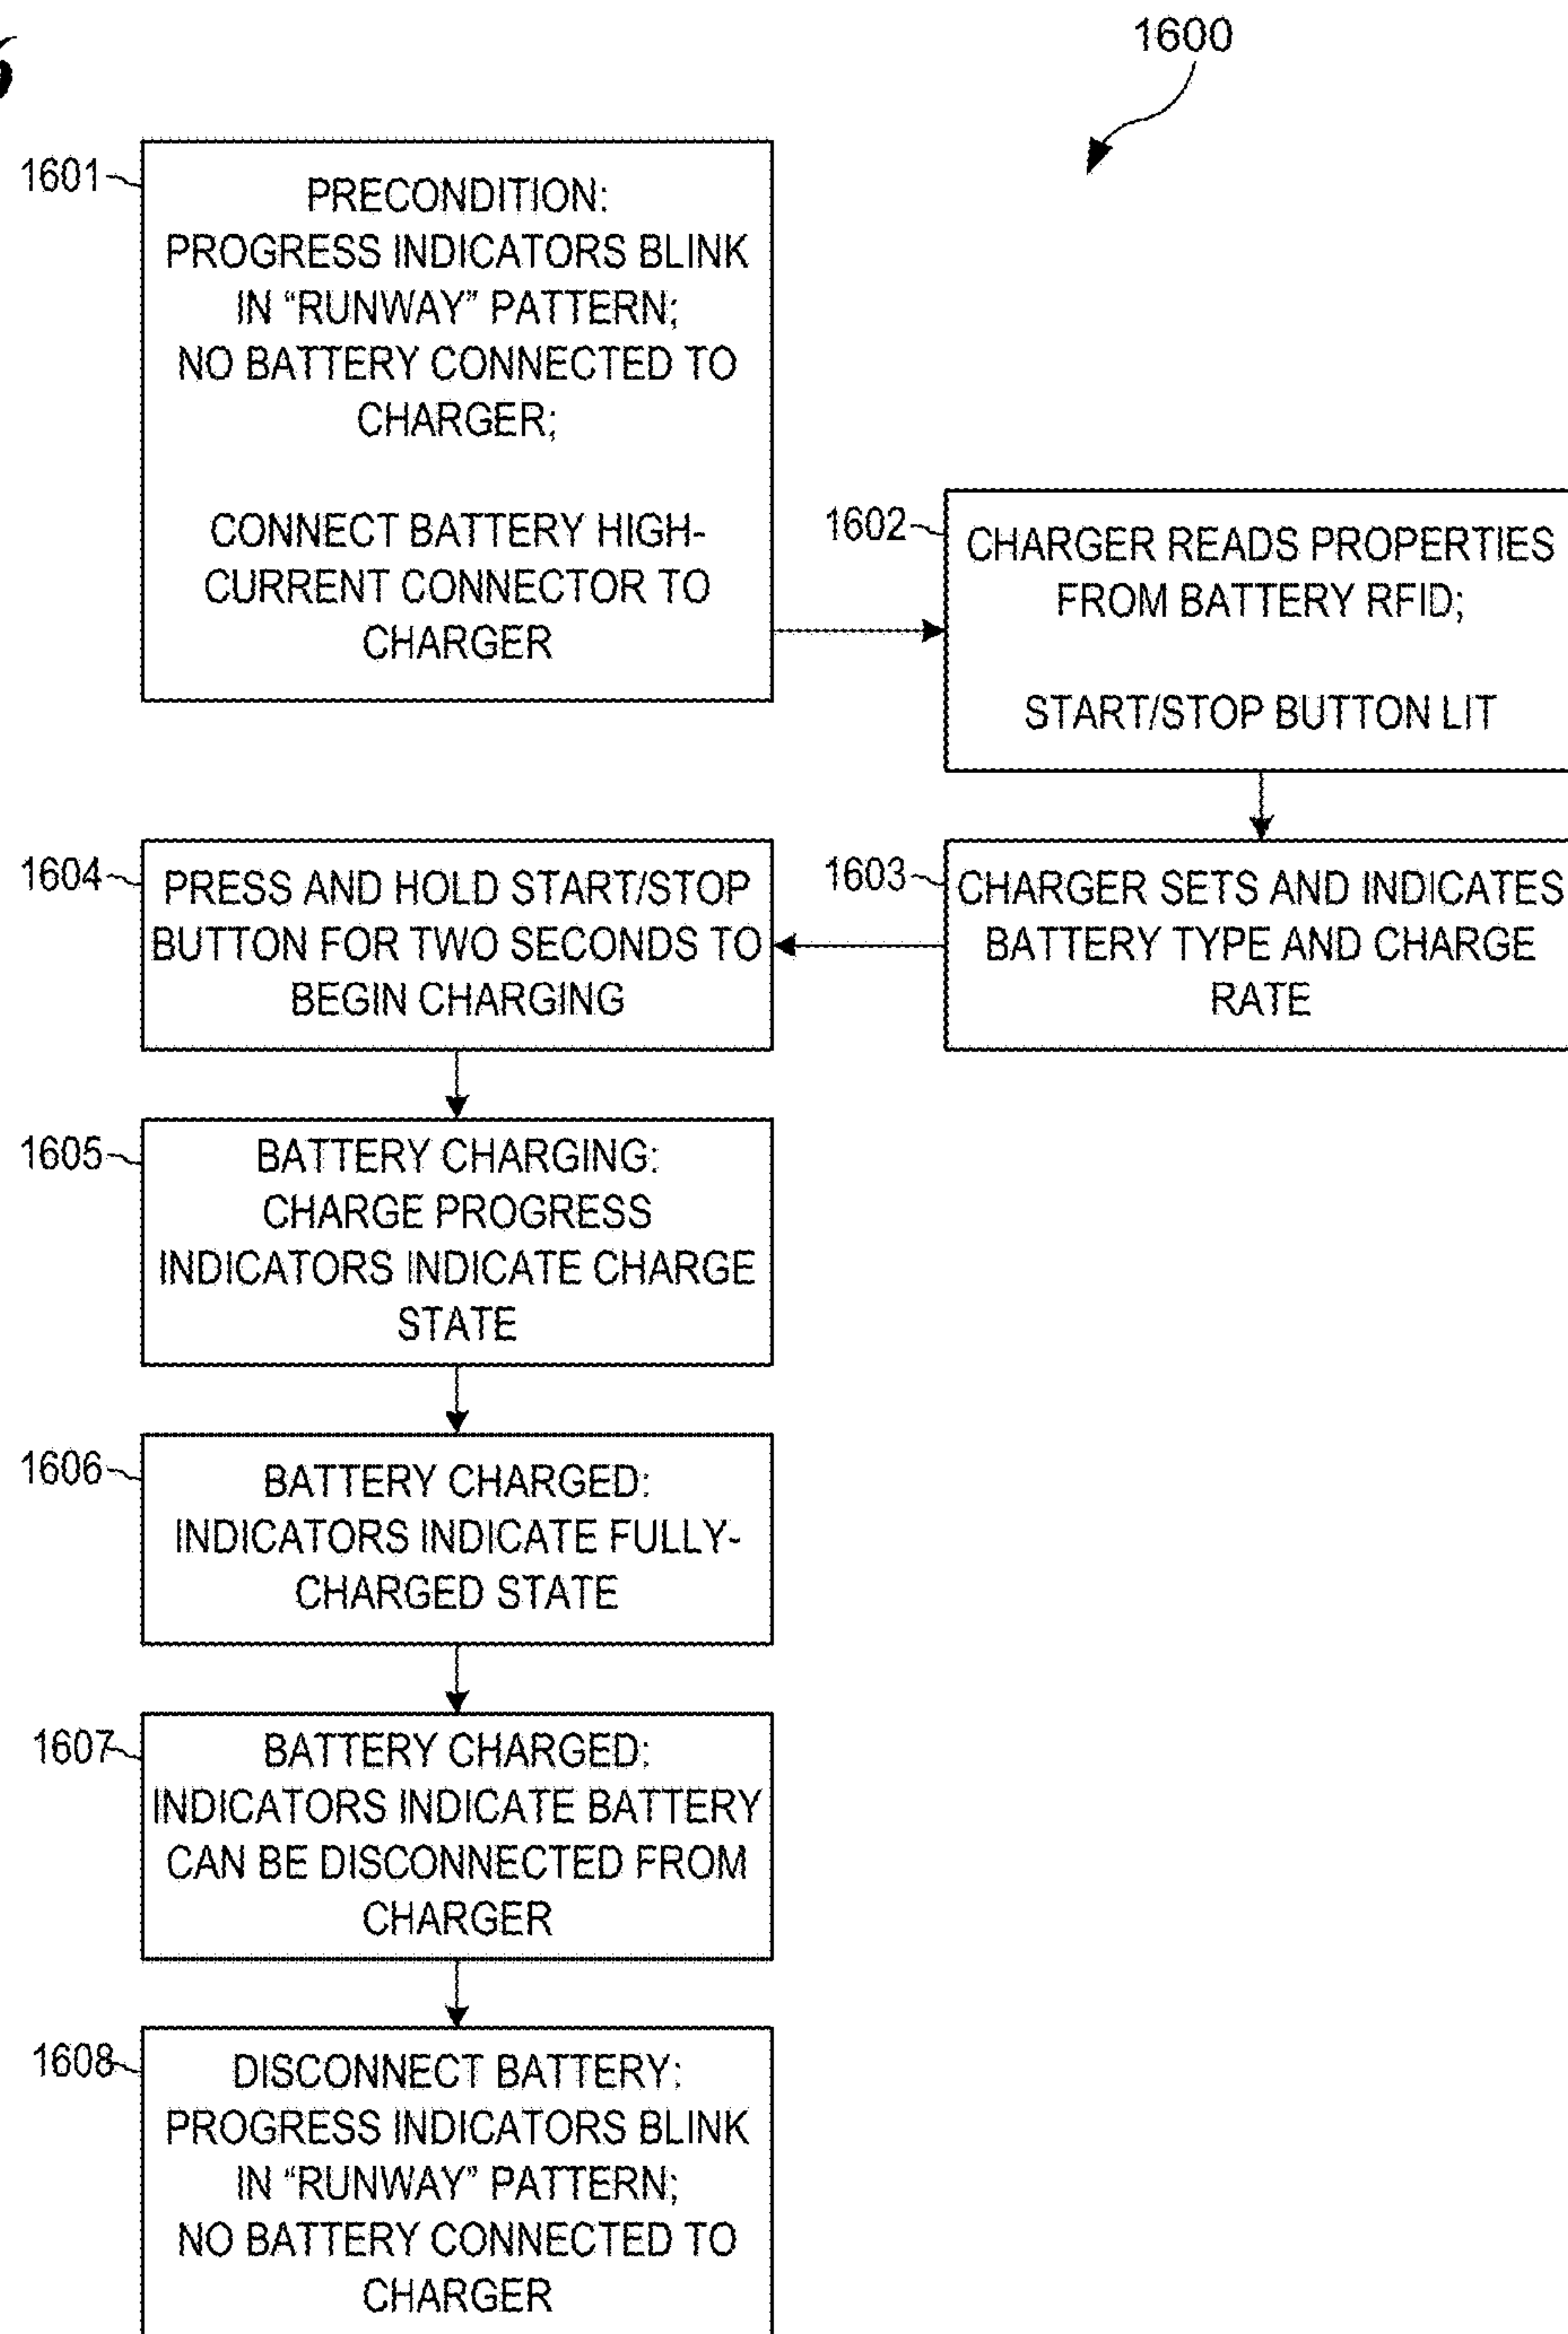 6
1600
1601
PRECONDITION:
PROGRESS INDICATORS BLINK
IN “RUNWAY” PATTERN;
NO BATTERY CONNECTED TO
CHARGER;
CONNECT BATTERY HIGH-
CURRENT CONNECTOR TO
CHARGER
1602
CHARGER READS PROPERTIES
FROM BATTERY RFID;
START/STOP BUTTON LIT
1603
CHARGER SETS AND INDICATES
BATTERY TYPE AND CHARGE
RATE
1604
PRESS AND HOLD START/STOP
BUTTON FOR TWO SECONDS TO
BEGIN CHARGING
1605
BATTERY CHARGING:
CHARGE PROGRESS
INDICATORS INDICATE CHARGE
STATE
1606
BATTERY CHARGED:
INDICATORS INDICATE FULLY-
CHARGED STATE
1607
BATTERY CHARGED:
INDICATORS INDICATE BATTERY
CAN BE DISCONNECTED FROM
CHARGER
1608
DISCONNECT BATTERY:
PROGRESS INDICATORS BLINK
IN “RUNWAY” PATTERN;
NO BATTERY CONNECTED TO
CHARGER